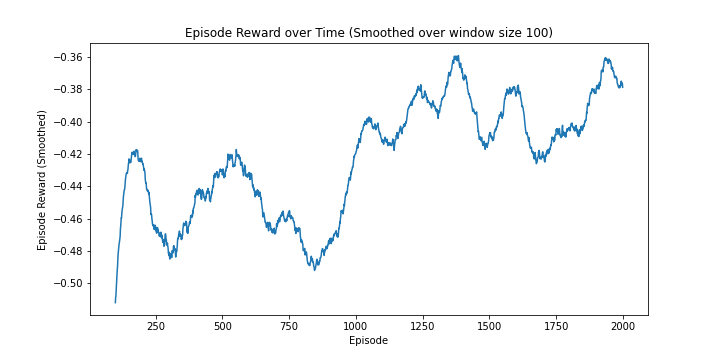 Episode Reward over Time (Smoothed over window size 100)
−0.36
−0.38
−0.40
−0.42
−0.44
−0.46
−0.48
−0.50
Episode Reward (Smoothed)
250 500 750 1000 1250 1500 1750 2000
Episode